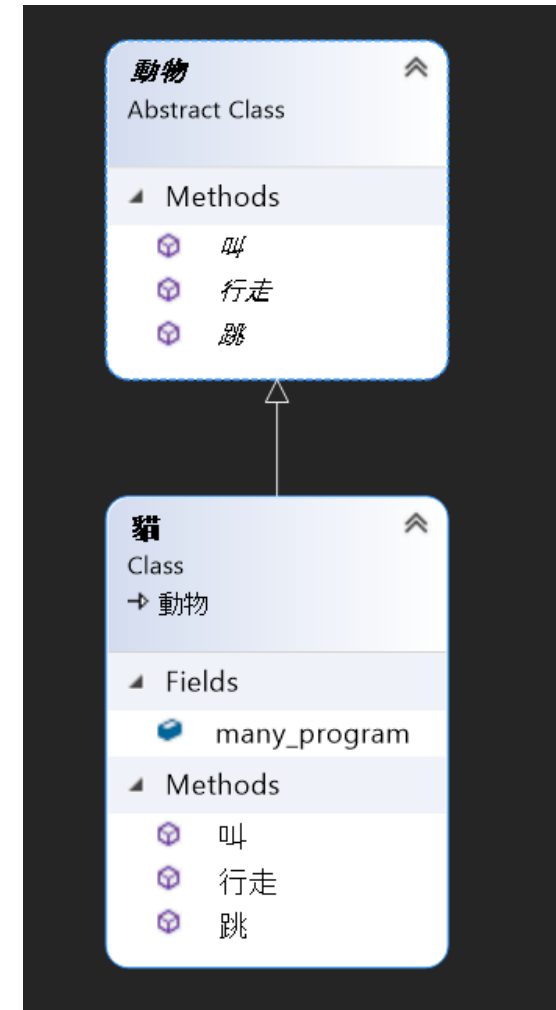 動物
Abstract Class
Methods
叫
行走
跳
貓
Class
動物
Fields
many_program
Methods
叫
行走
跳